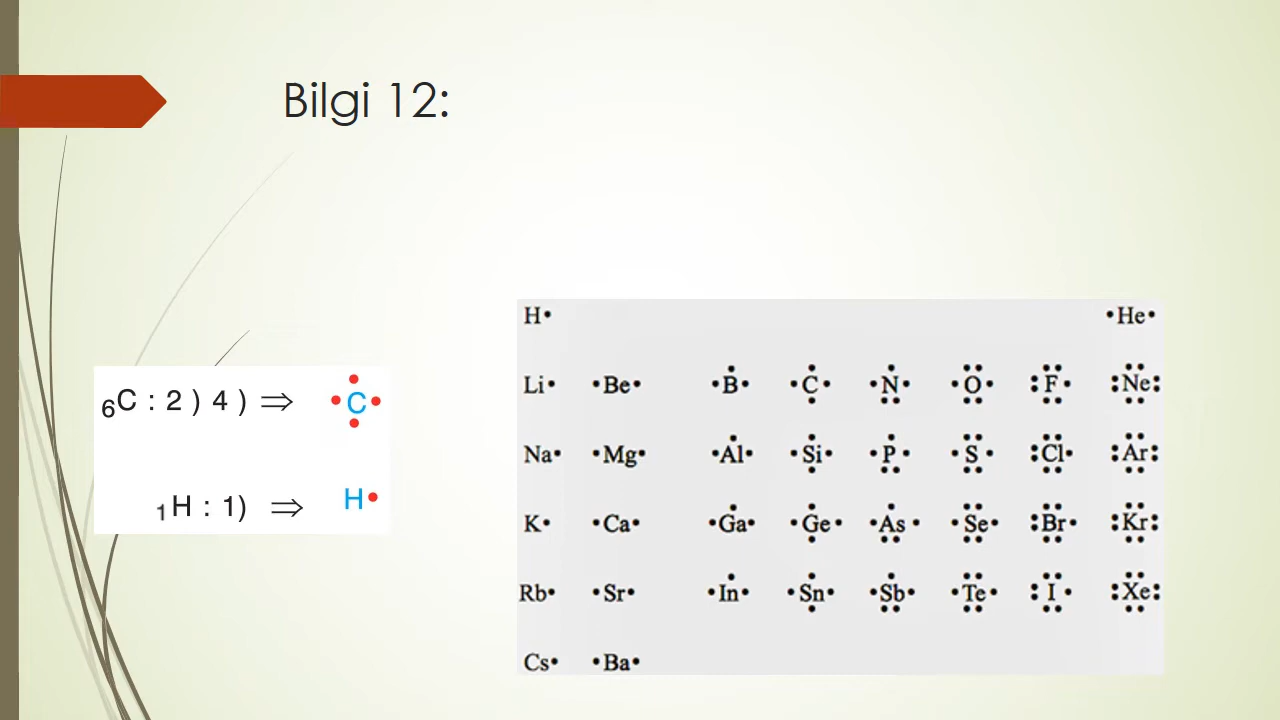 Bilgi 12:
₆C : 2 ) 4 ) ⇒ C
₁H : 1) ⇒ H•
H• •He•
Li• •Be• •B• •C• •N• •O• :F• :Ne:
Na• •Mg• •Al• •Si• •P• •S• :Cl• :Ar:
K• •Ca• •Ga• •Ge• •As• •Se• :Br• :Kr:
Rb• •Sr• •In• •Sn• •Sb• •Te• :I• :Xe:
Cs• •Ba•